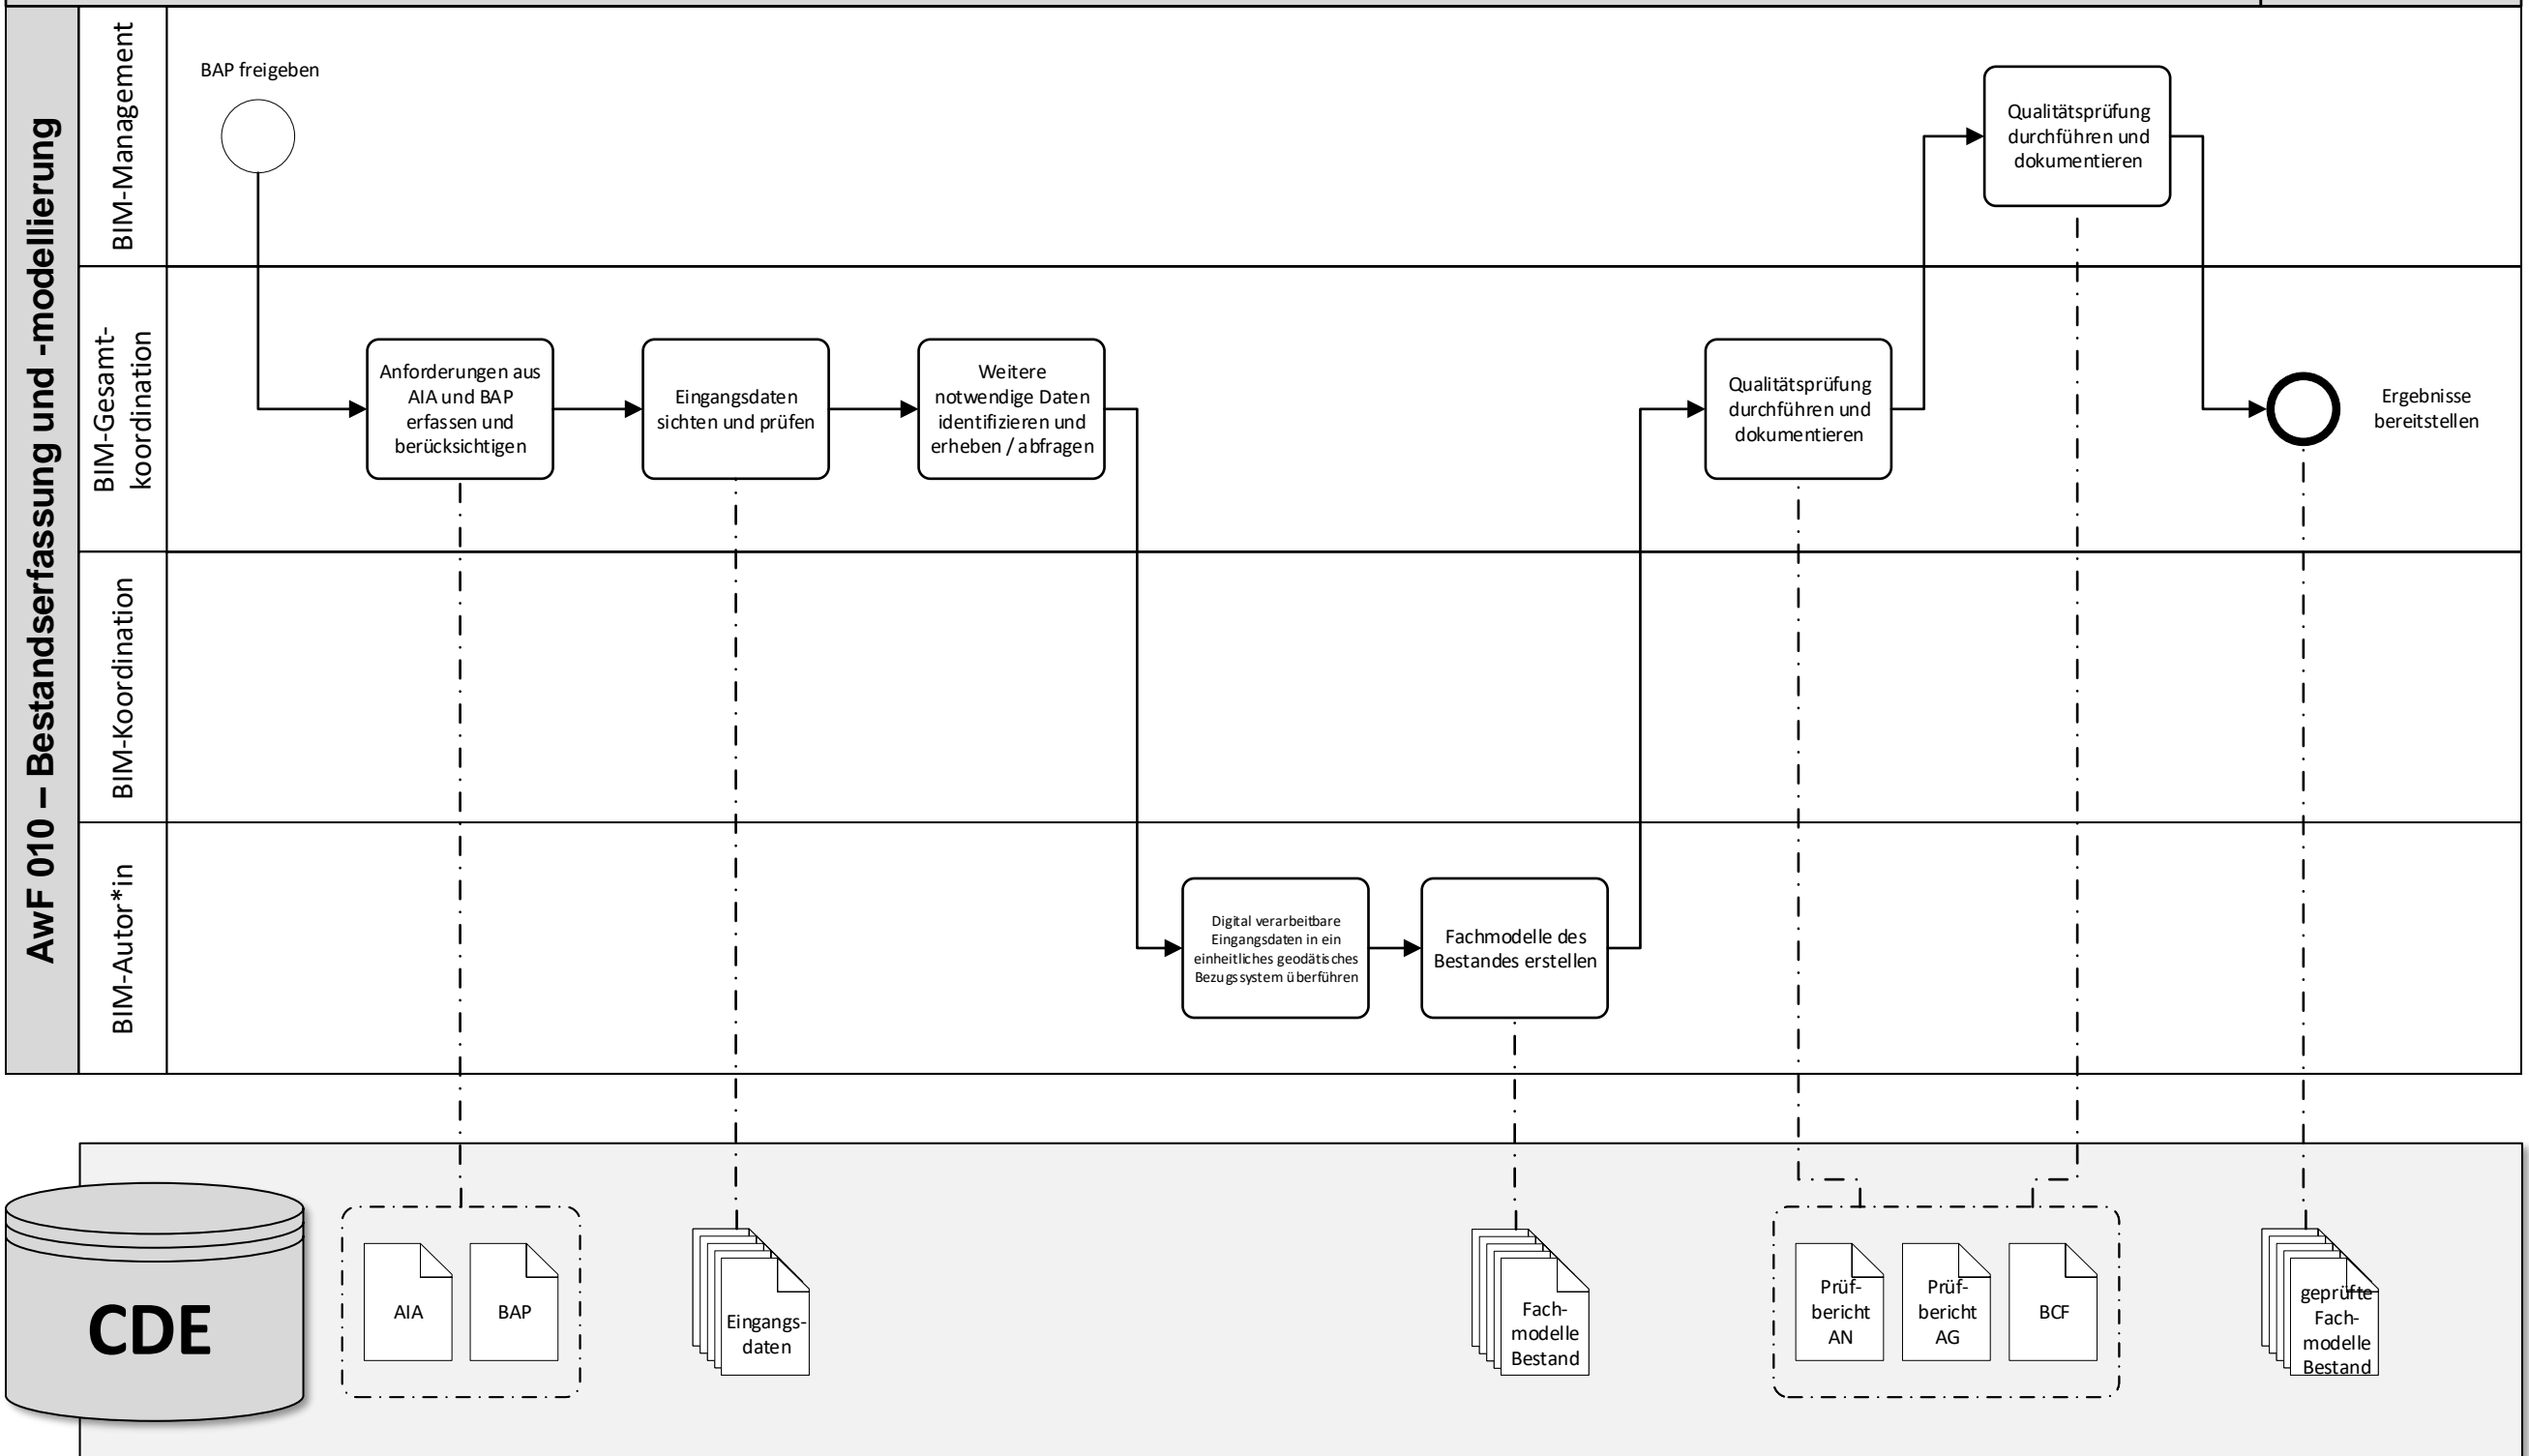 AwF 010 – Bestandserfassung und -modellierung
BIM-Management
BAP freigeben
Qualitätsprüfung
durchführen und
dokumentieren
BIM-Gesamt-
koordination
Anforderungen aus
AIA und BAP
erfassen und
berücksichtigen
Eingangsdaten
sichten und prüfen
Weitere
notwendige Daten
identifizieren und
erheben / abfragen
Qualitätsprüfung
durchführen und
dokumentieren
Ergebnisse
bereitstellen
BIM-Koordination
BIM-Autor*in
Digital verarbeitbare
Eingangsdaten in ein
einheitliches geodätisches
Bezugssystem überführen
Fachmodelle des
Bestandes erstellen
CDE
AIA
BAP
Eingangs-
daten
Fach-
modelle
Bestand
Prüf-
bericht
AN
Prüf-
bericht
AG
BCF
geprüfte
Fach-
modelle
Bestand